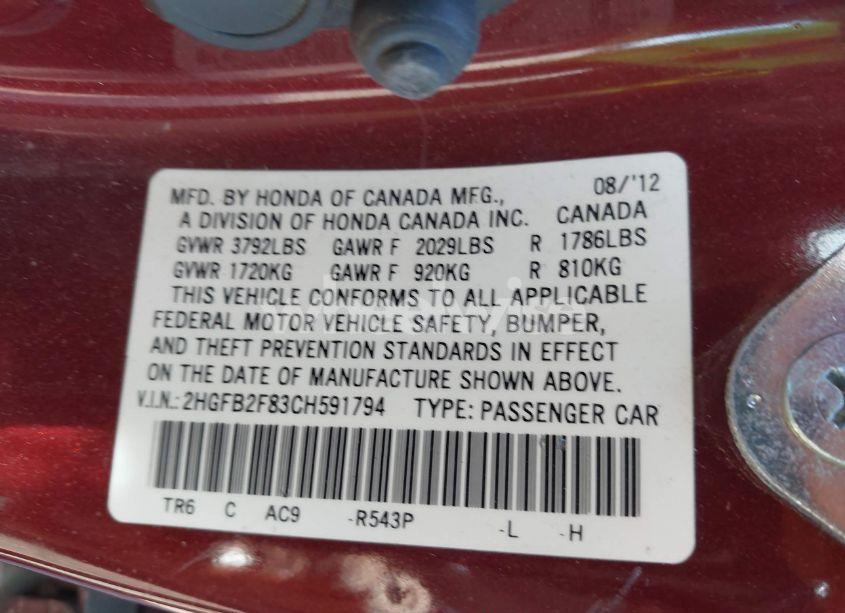 MFD. BY HONDA OF CANADA MFG., 08/'12
A DIVISION OF HONDA CANADA INC. CANADA
GVWR 3792LBS GAWR F 2029LBS R 1786LBS
GVWR 1720KG GAWR F 920KG R 810KG
THIS VEHICLE CONFORMS TO ALL APPLICABLE
FEDERAL MOTOR VEHICLE SAFETY, BUMPER,
AND THEFT PREVENTION STANDARDS IN EFFECT
ON THE DATE OF MANUFACTURE SHOWN ABOVE.
V.I.N.: 2HGFB2F83CH591794 TYPE: PASSENGER CAR
TR6 C AC9 -R543P -L -H